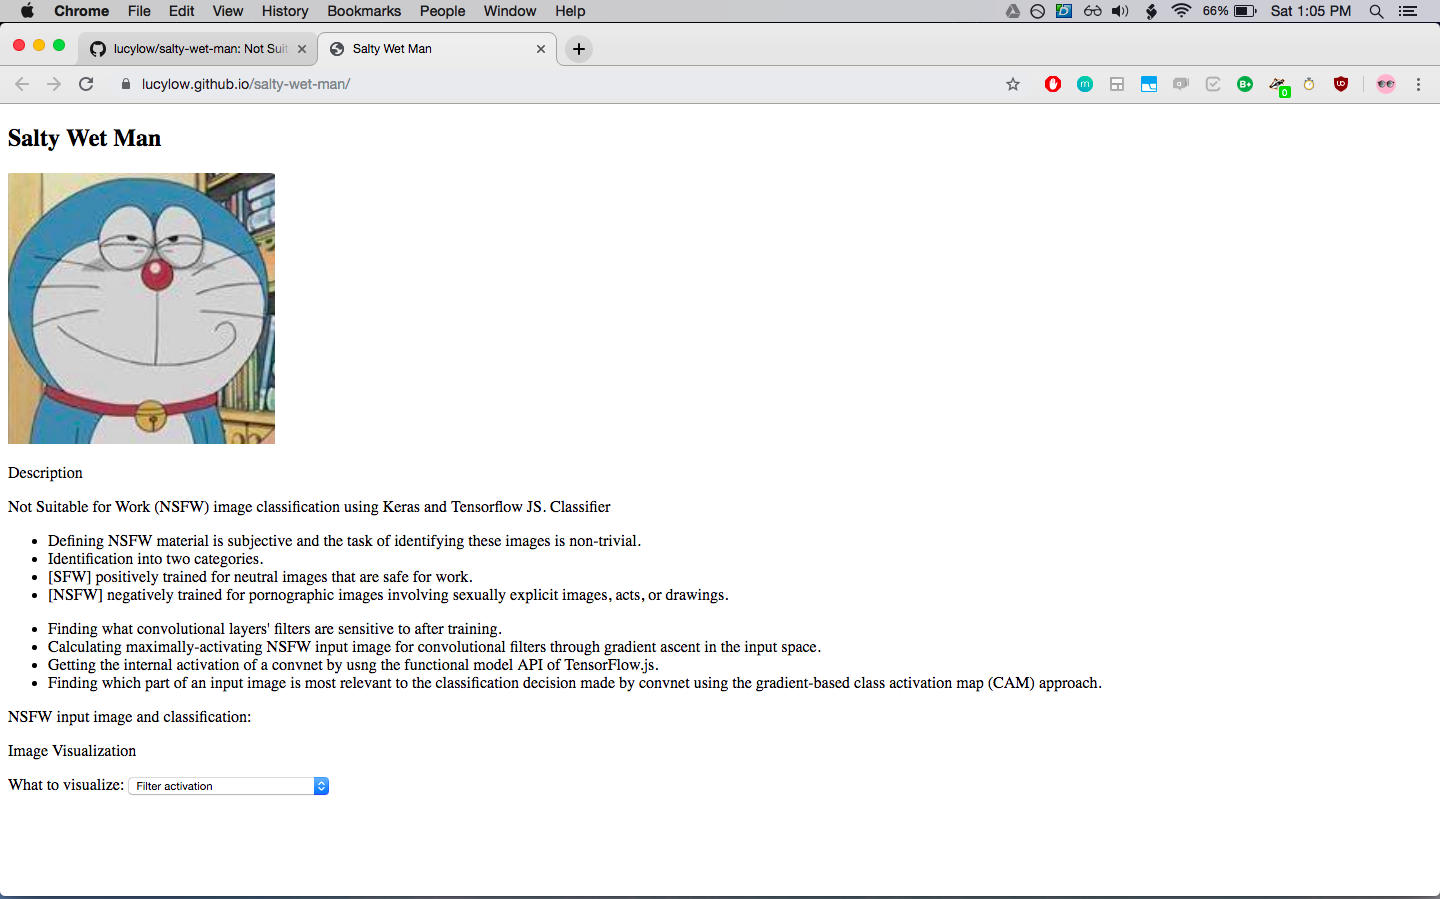 Chrome File Edit View History Bookmarks People Window Help 66% Sat 1:05 PM
lucylow/salty-wet-man: Not Suit Salty Wet Man
lucylow.github.io/salty-wet-man/
Salty Wet Man
Description
Not Suitable for Work (NSFW) image classification using Keras and Tensorflow JS. Classifier
• Defining NSFW material is subjective and the task of identifying these images is non-trivial.
• Identification into two categories.
• [SFW] positively trained for neutral images that are safe for work.
• [NSFW] negatively trained for pornographic images involving sexually explicit images, acts, or drawings.
• Finding what convolutional layers' filters are sensitive to after training.
• Calculating maximally-activating NSFW input image for convolutional filters through gradient ascent in the input space.
• Getting the internal activation of a convnet by usng the functional model API of TensorFlow.js.
• Finding which part of an input image is most relevant to the classification decision made by convnet using the gradient-based class activation map (CAM) approach.
NSFW input image and classification:
Image Visualization
What to visualize: Filter activation